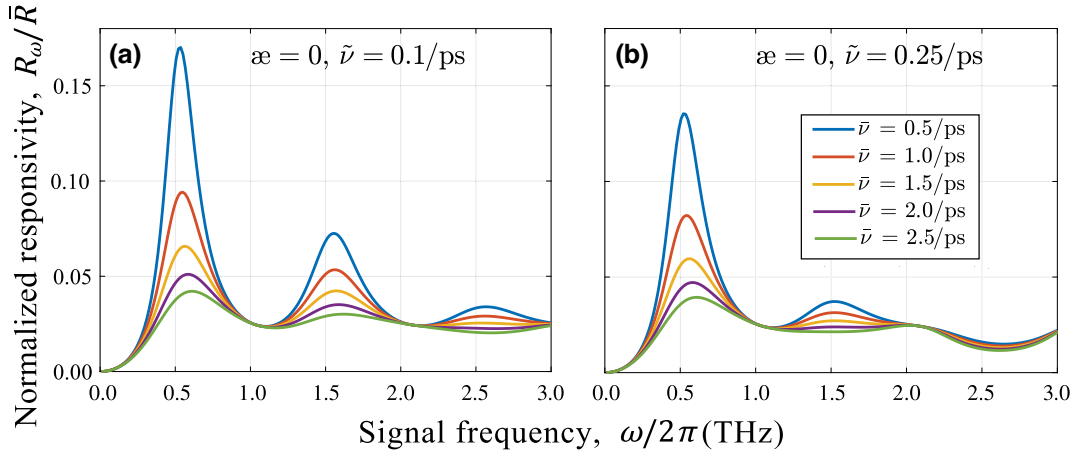 Normalized responsivity, R_ω/R̄
(a) æ = 0, ν̃ = 0.1/ps
0.15
0.10
0.05
0.00
0.0 0.5 1.0 1.5 2.0 2.5 3.0
(b) æ = 0, ν̃ = 0.25/ps
ν̄ = 0.5/ps
ν̄ = 1.0/ps
ν̄ = 1.5/ps
ν̄ = 2.0/ps
ν̄ = 2.5/ps
0.0 0.5 1.0 1.5 2.0 2.5 3.0
Signal frequency, ω/2π(THz)